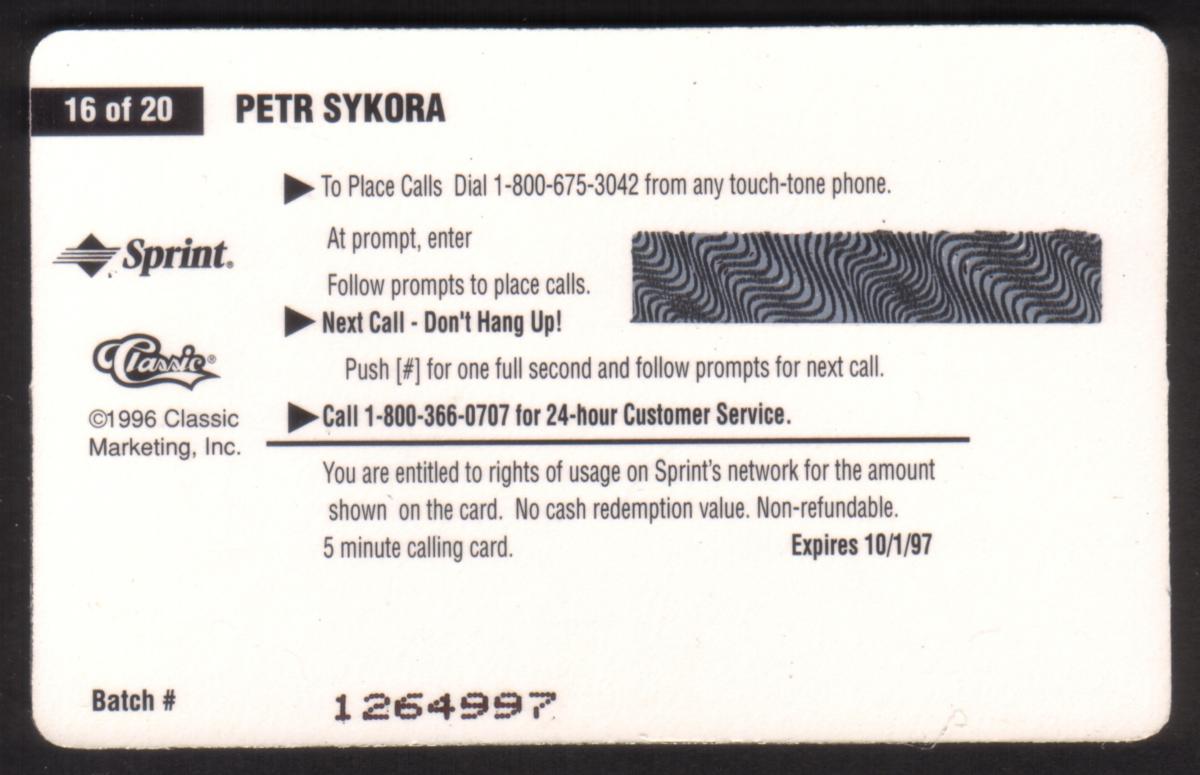 16 of 20 PETR SYKORA
To Place Calls Dial 1-800-675-3042 from any touch-tone phone.
At prompt, enter
Sprint.
Follow prompts to place calls.
Next Call - Don't Hang Up!
Classic®
Push [#] for one full second and follow prompts for next call.
©1996 Classic
Marketing, Inc.
Call 1-800-366-0707 for 24-hour Customer Service.
You are entitled to rights of usage on Sprint's network for the amount
shown on the card. No cash redemption value. Non-refundable.
5 minute calling card. Expires 10/1/97
Batch # 1264997